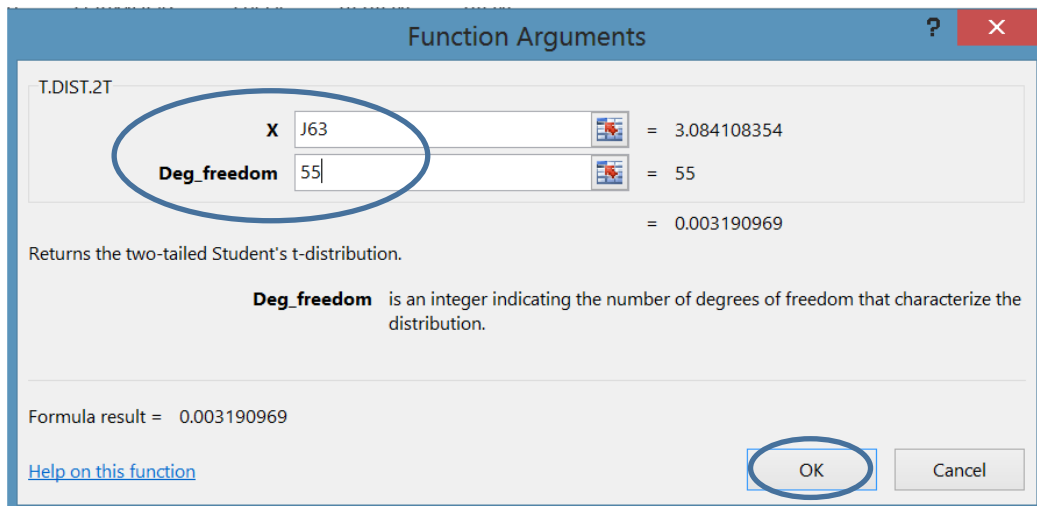 Function Arguments ? X
T.DIST.2T
X J63 = 3.084108354
Deg_freedom 55 = 55
= 0.003190969
Returns the two-tailed Student's t-distribution.
Deg_freedom is an integer indicating the number of degrees of freedom that characterize the
distribution.
Formula result = 0.003190969
Help on this function OK Cancel